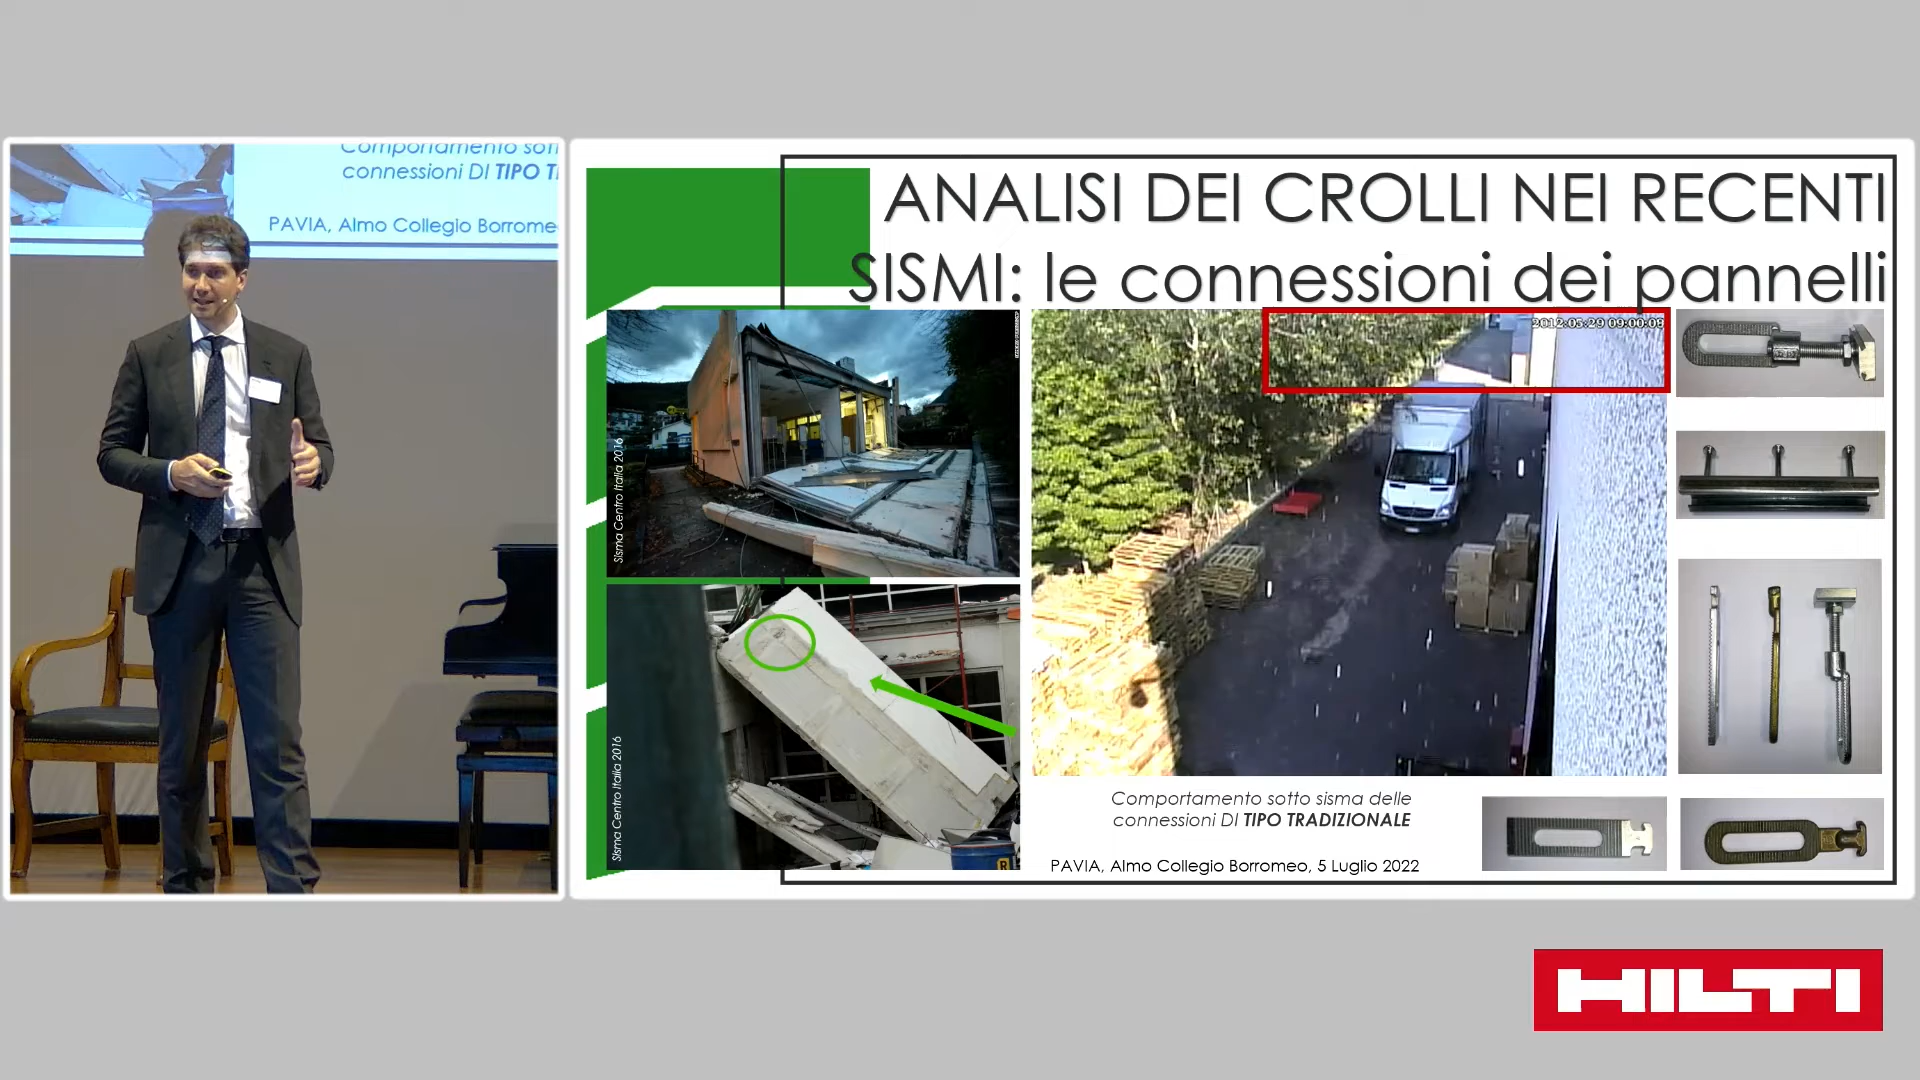 Comportamento sott
connessioni DI TIPO T
PAVIA, Almo Collegio Borrome
ANALISI DEI CROLLI NEI RECENTI
SISMI: le connessioni dei pannelli
Sisma Centro Italia 2016
2012.05.29 09:00:08
Sisma Centro Italia 2016
R
Comportamento sotto sisma delle
connessioni DI TIPO TRADIZIONALE
PAVIA, Almo Collegio Borromeo, 5 Luglio 2022
HILTI